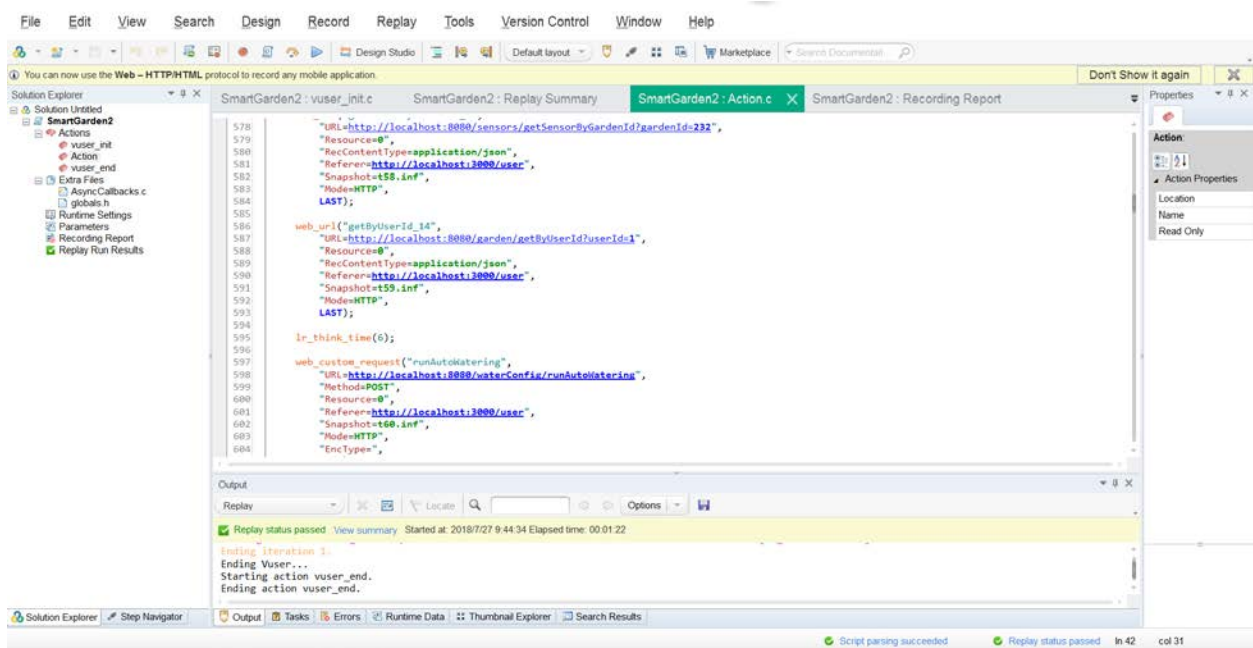 File Edit View Search Design Record Replay Tools Version Control Window Help
Design Studio Default layout Marketplace Search Documentati..
You can now use the Web – HTTP/HTML protocol to record any mobile application. Don't Show it again
Solution Explorer
Solution Untitled
SmartGarden2
Actions
vuser_init
Action
vuser_end
Extra Files
AsyncCallbacks.c
globals.h
Runtime Settings
Parameters
Recording Report
Replay Run Results
SmartGarden2 : vuser_init.c SmartGarden2 : Replay Summary SmartGarden2 : Action.c SmartGarden2 : Recording Report
578 "URL=http://localhost:8080/sensors/getSensorByGardenId?gardenId=232",
579 "Resource=0",
580 "RecContentType=application/json",
581 "Referer=http://localhost:3000/user",
582 "Snapshot=t58.inf",
583 "Mode=HTTP",
584 LAST);
585
586 web_url("getByUserId_14",
587 "URL=http://localhost:8080/garden/getByUserId?userId=1",
588 "Resource=0",
589 "RecContentType=application/json",
590 "Referer=http://localhost:3000/user",
591 "Snapshot=t59.inf",
592 "Mode=HTTP",
593 LAST);
594
595 lr_think_time(6);
596
597 web_custom_request("runAutoWatering",
598 "URL=http://localhost:8080/waterConfig/runAutoWatering",
599 "Method=POST",
600 "Resource=0",
601 "Referer=http://localhost:3000/user",
602 "Snapshot=t60.inf",
603 "Mode=HTTP",
604 "EncType=",
Properties
Action:
Action Properties
Location
Name
Read Only
Output
Replay Locate Options
Replay status passed View summary Started at: 2018/7/27 9:44:34 Elapsed time: 00:01:22
Ending iteration 1.
Ending Vuser...
Starting action vuser_end.
Ending action vuser_end.
Solution Explorer Step Navigator Output Tasks Errors Runtime Data Thumbnail Explorer Search Results
Script parsing succeeded Replay status passed ln 42 col 31